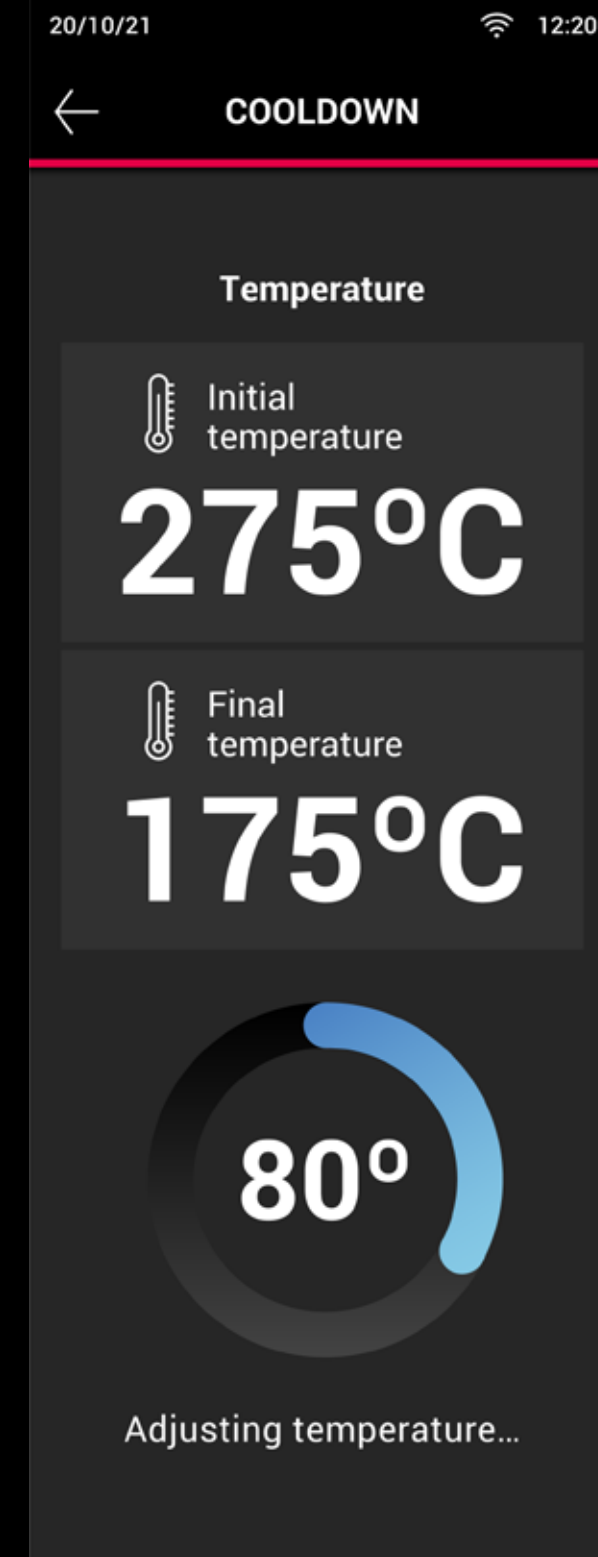 20/10/21 12:20
COOLDOWN
Temperature
Initial
temperature
275ºC
Final
temperature
175ºC
80º
Adjusting temperature...